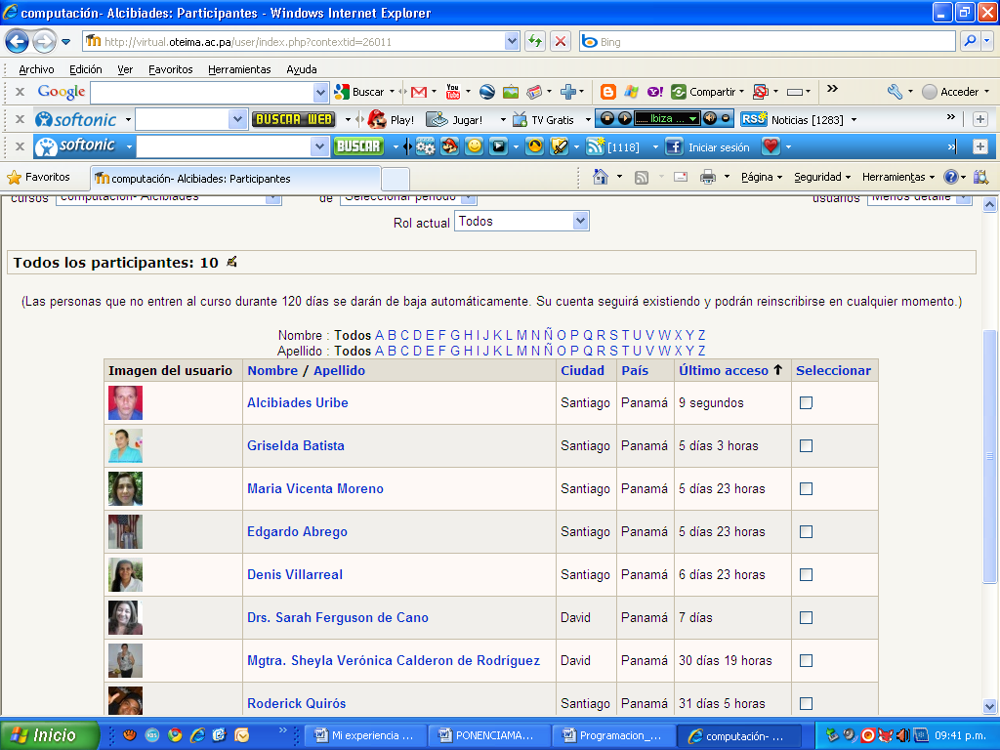 computación- Alcibiades: Participantes - Windows Internet Explorer
http://virtual.oteima.ac.pa/user/index.php?contextid=26011
Bing
Archivo Edición Ver Favoritos Herramientas Ayuda
x Google Buscar You Tube Compartir » Acceder
x softonic BUSCAR WEB Play! Jugar! TV Gratis Ibiza ... RSS Noticias [1283] »
x softonic BUSCAR [1118] Iniciar sesión »
Favoritos computación- Alcibiades: Participantes Página Seguridad Herramientas
cursos computación- Alcibiades de Seleccionar periodo usuarios Menos detalle
Rol actual Todos
Todos los participantes: 10
(Las personas que no entren al curso durante 120 días se darán de baja automáticamente. Su cuenta seguirá existiendo y podrán reinscribirse en cualquier momento.)
Nombre : Todos A B C D E F G H I J K L M N Ñ O P Q R S T U V W X Y Z
Apellido : Todos A B C D E F G H I J K L M N Ñ O P Q R S T U V W X Y Z
Imagen del usuario Nombre / Apellido Ciudad País Último acceso ↑ Seleccionar
Alcibiades Uribe Santiago Panamá 9 segundos
Griselda Batista Santiago Panamá 5 días 3 horas
Maria Vicenta Moreno Santiago Panamá 5 días 23 horas
Edgardo Abrego Santiago Panamá 5 días 23 horas
Denis Villarreal Santiago Panamá 6 días 23 horas
Drs. Sarah Ferguson de Cano David Panamá 7 días
Mgtra. Sheyla Verónica Calderon de Rodríguez David Panamá 30 días 19 horas
Roderick Quirós Santiago Panamá 31 días 5 horas
Inicio » Mi experiencia ... PONENCIAMA... Programacion_... computación- ... 09:41 p.m.